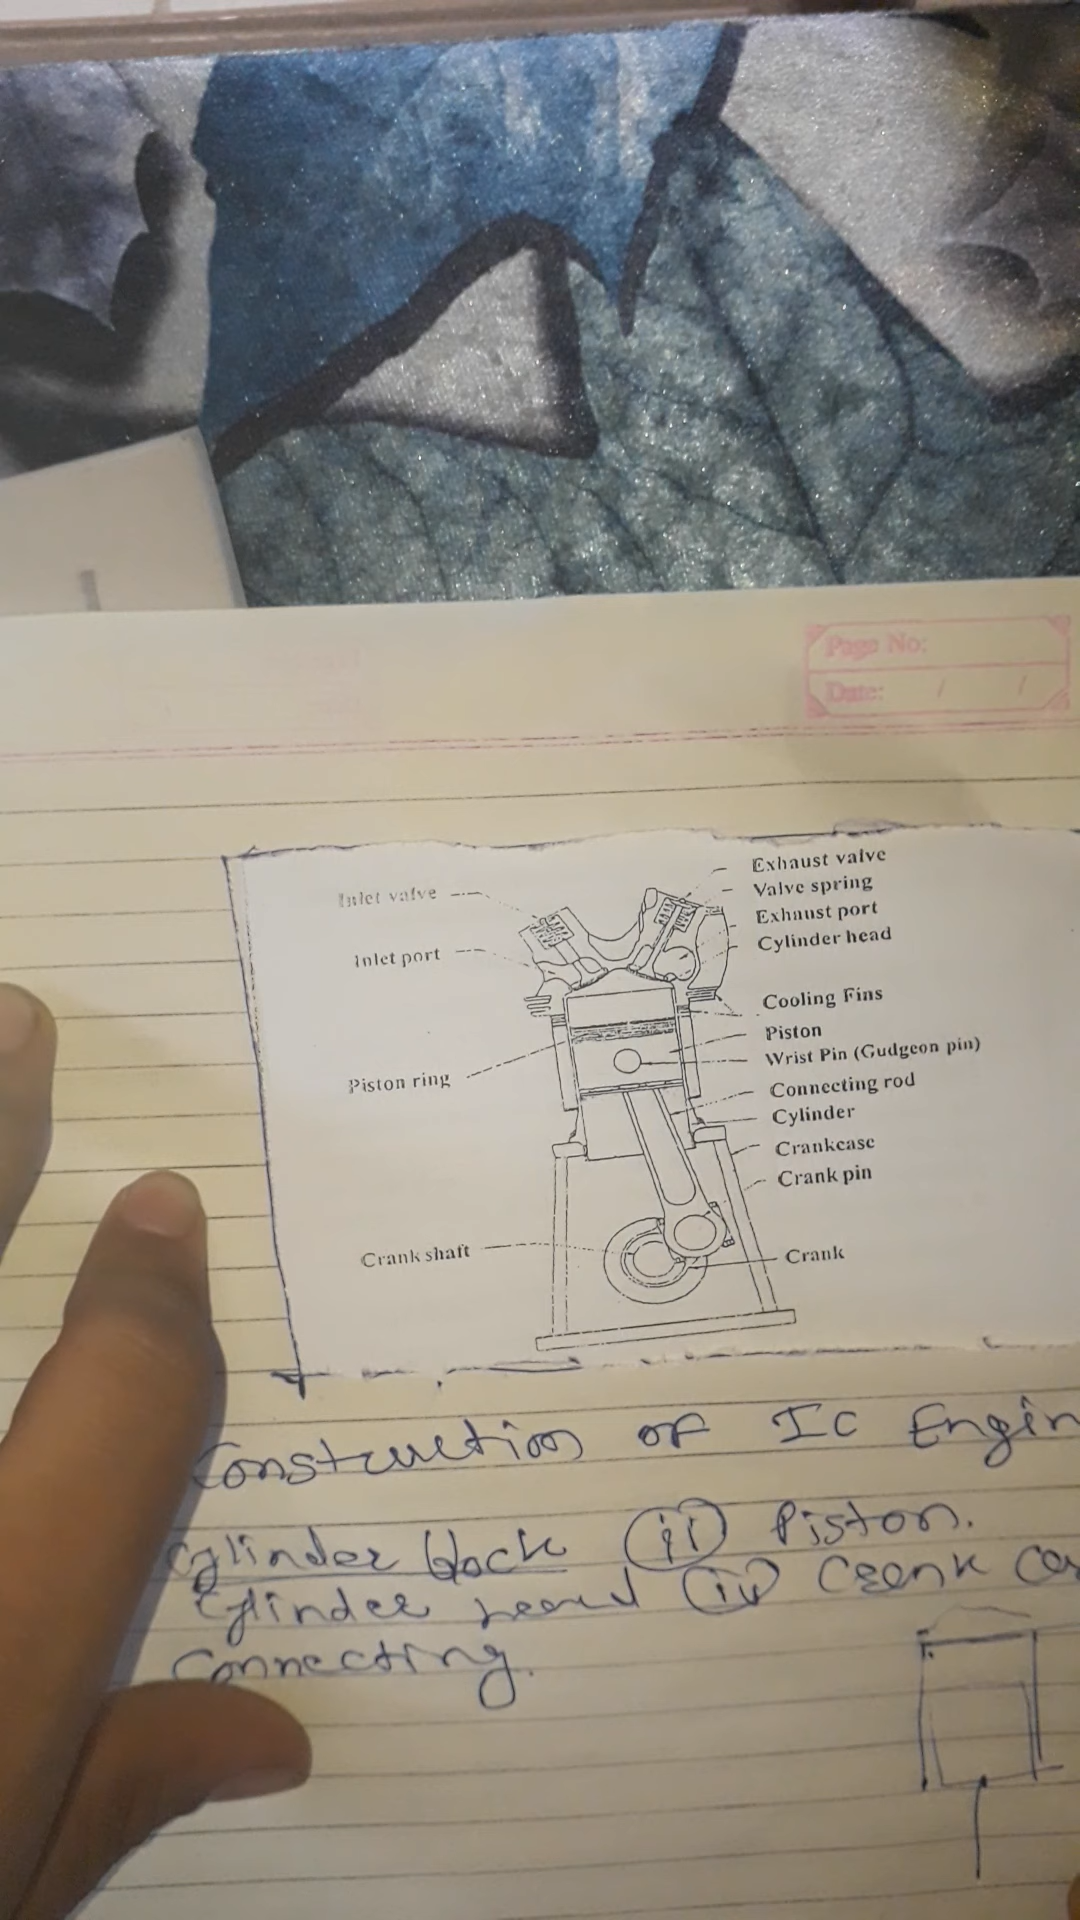 Page No:
Date: / /
Exhaust valve
Inlet valve
Valve spring
Exhaust port
Inlet port
Cylinder head
Cooling Fins
Piston
Wrist Pin (Gudgeon pin)
Piston ring
Connecting rod
Cylinder
Crankcase
Crank pin
Crank shaft
Crank
Construction of IC Engin
Cylinder block (ii) Piston.
Cylinder head (iv) Crank
Connecting.